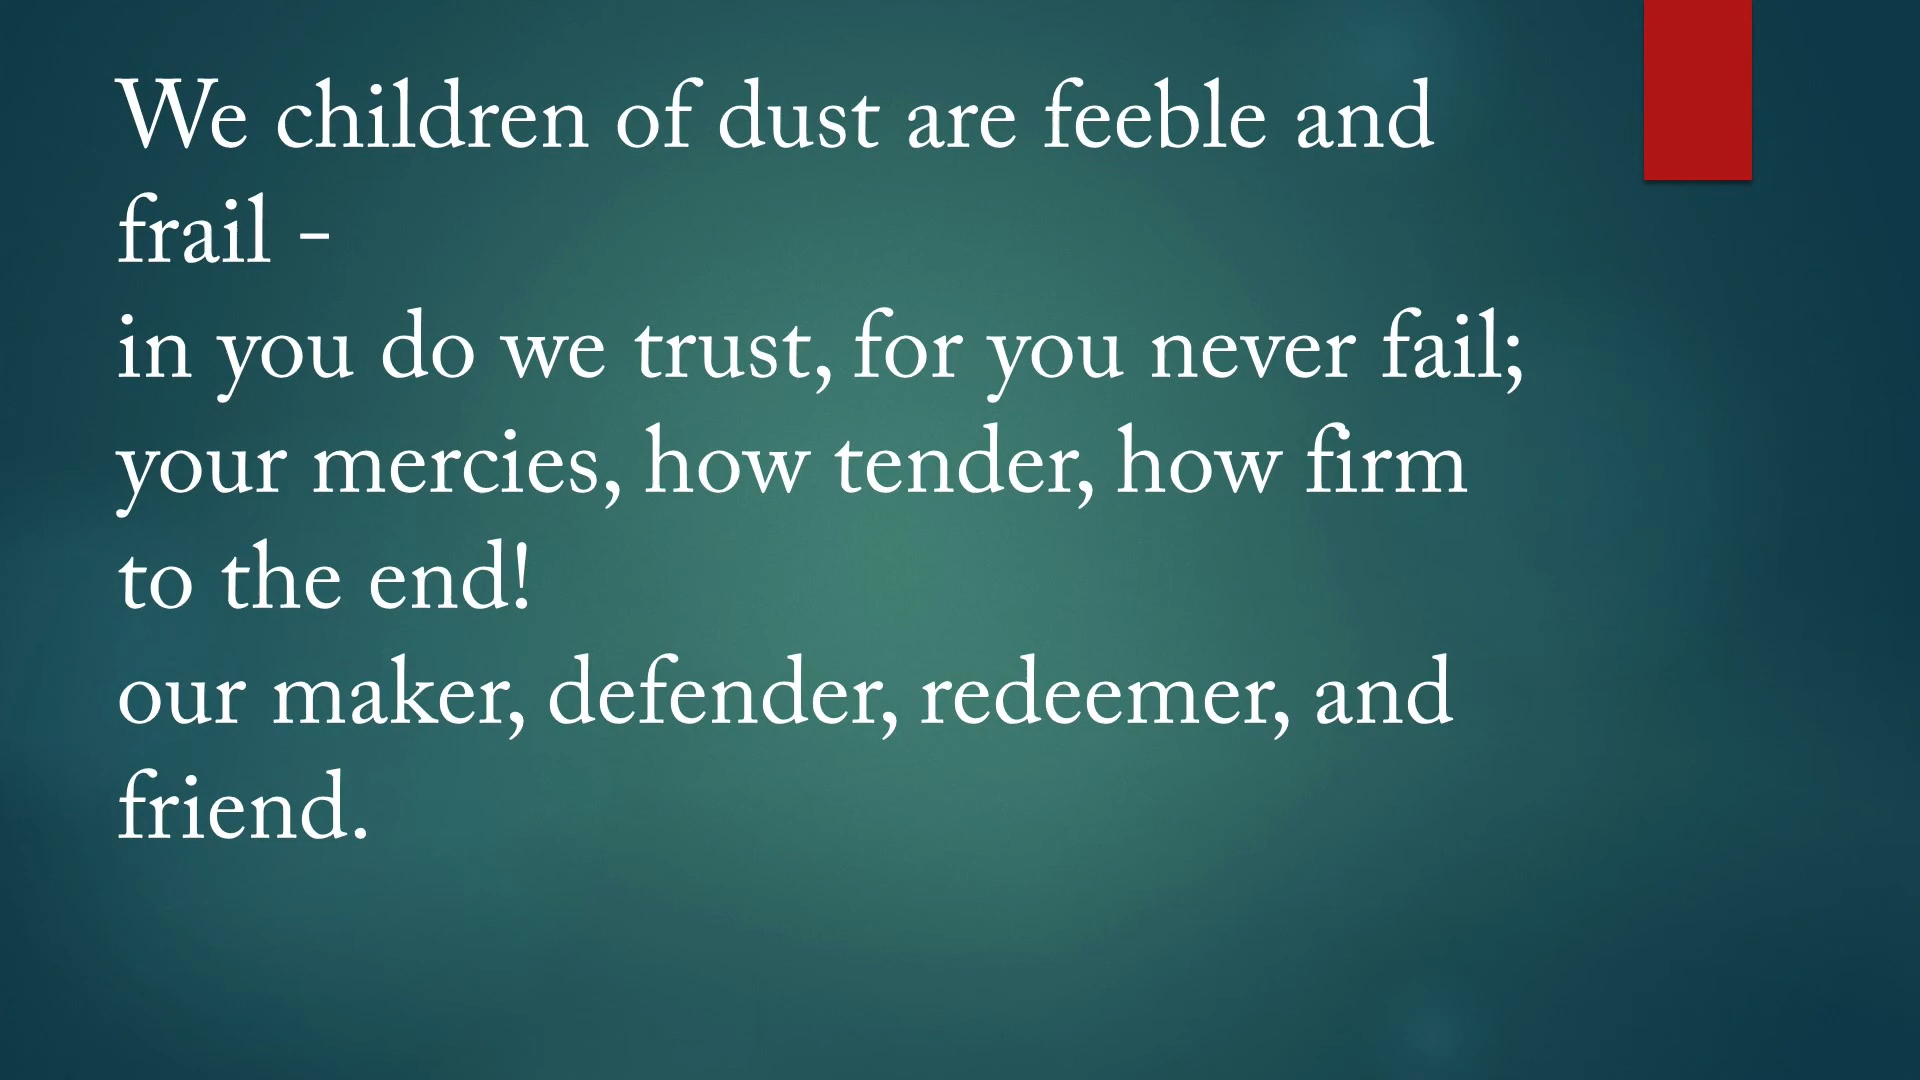 We children of dust are feeble and
frail -
in you do we trust, for you never fail;
your mercies, how tender, how firm
to the end!
our maker, defender, redeemer, and
friend.